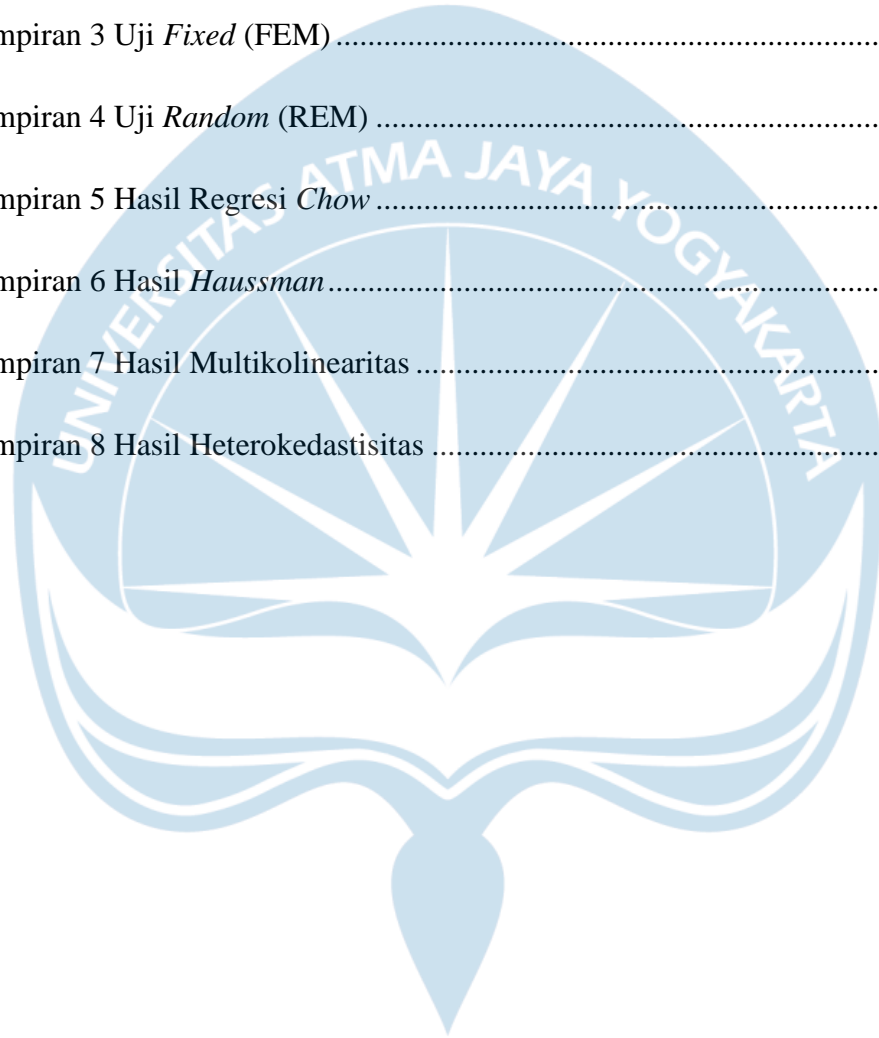 mpiran 3 Uji Fixed (FEM) ....................................................................
mpiran 4 Uji Random (REM) ...............................................................
mpiran 5 Hasil Regresi Chow ...............................................................
mpiran 6 Hasil Haussman .....................................................................
mpiran 7 Hasil Multikolinearitas ..........................................................
mpiran 8 Hasil Heterokedastisitas ........................................................
UNIVERSITAS ATMA JAYA YOGYAKARTA